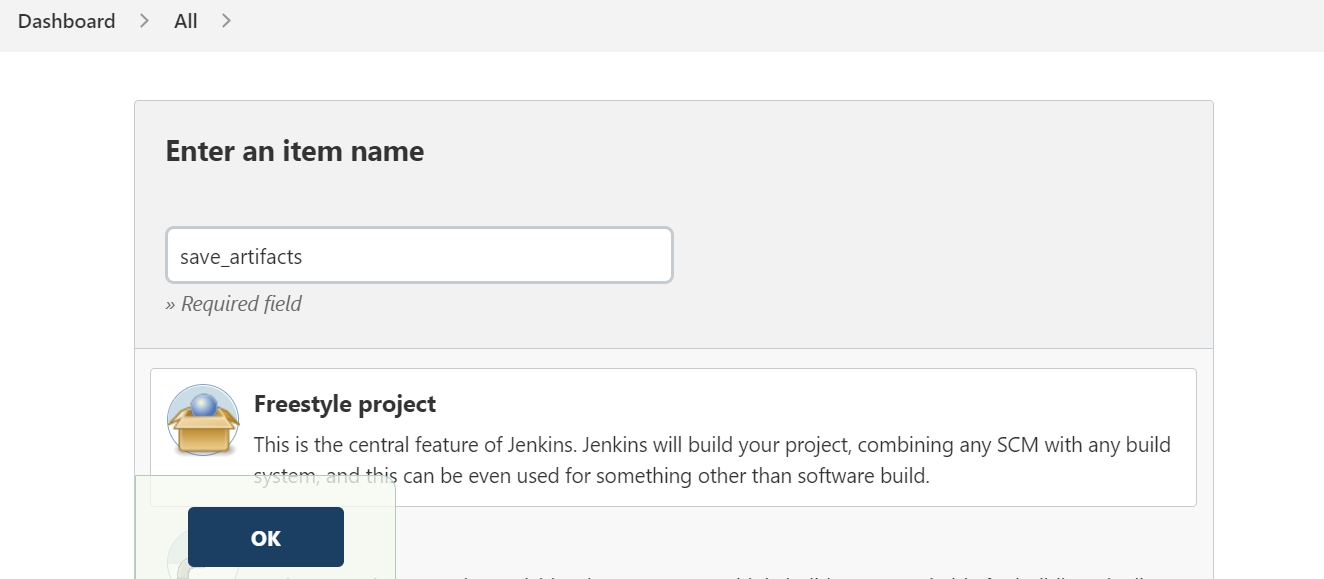 Dashboard > All >
Enter an item name
save_artifacts
» Required field
Freestyle project
This is the central feature of Jenkins. Jenkins will build your project, combining any SCM with any build
system, and this can be even used for something other than software build.
OK